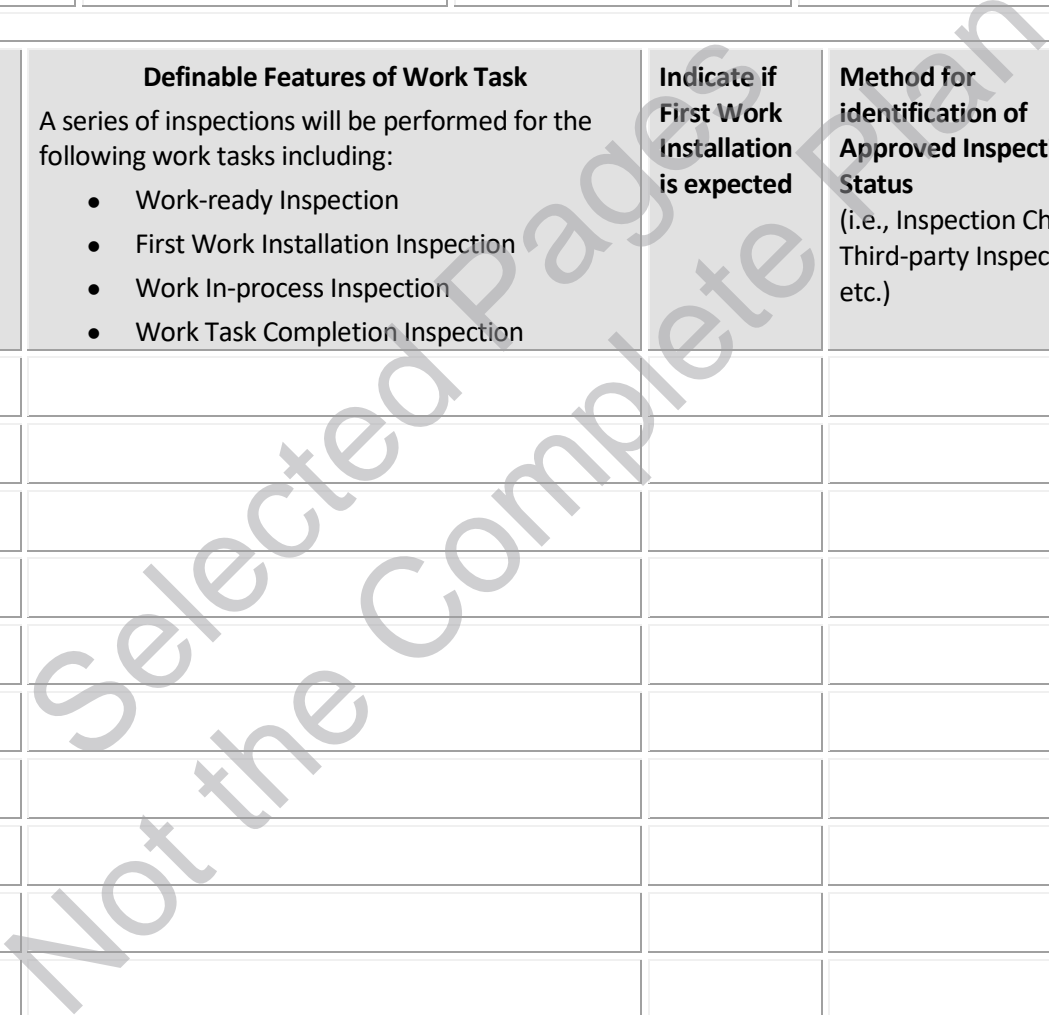 Definable Features of Work Task
A series of inspections will be performed for the
following work tasks including:
● Work-ready Inspection
● First Work Installation Inspection
● Work In-process Inspection
● Work Task Completion Inspection
Indicate if
First Work
Installation
is expected
Method for
identification of
Approved Inspect
Status
(i.e., Inspection Ch
Third-party Inspec
etc.)
Selected Pages
Not the Complete Plan